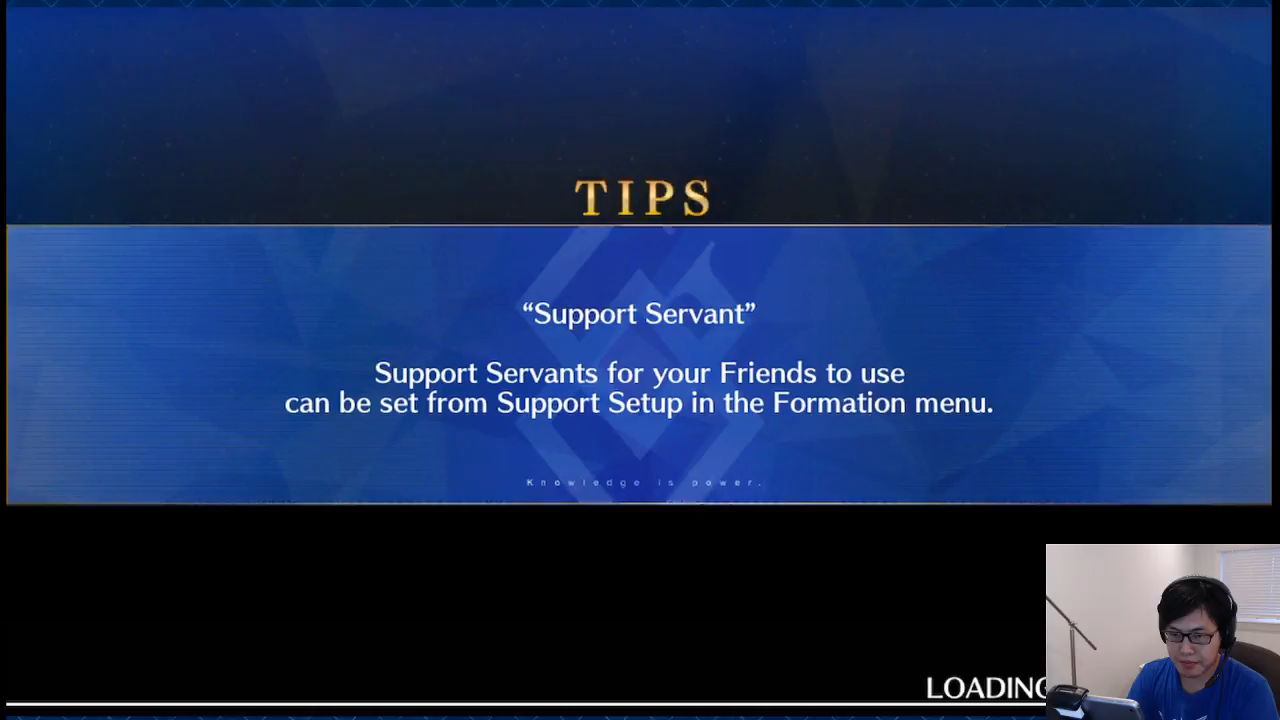 TIPS
“Support Servant”
Support Servants for your Friends to use
can be set from Support Setup in the Formation menu.
Knowledge is power.
LOADING